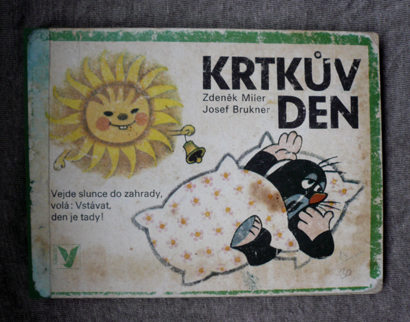 KRTKŮV
DEN
Zdeněk Miler
Josef Brukner
Vejde slunce do zahrady,
volá: Vstávat,
den je tady!